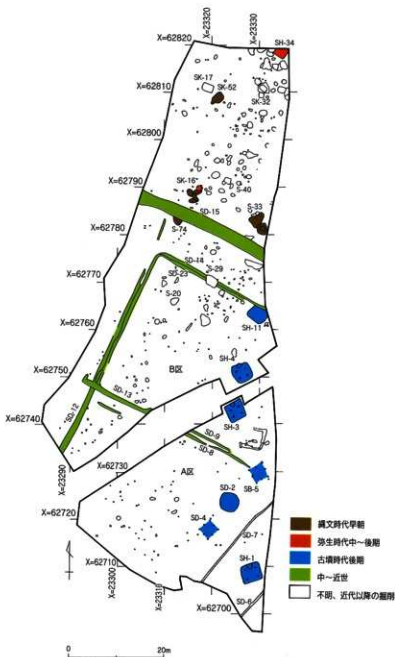 X=23320
X=23330
X=62820
SH-34
X=62810
SK-17
SK-52
SK-32
X=62800
X=62790
SK-16
S-40
SD-15
S-33
X=62780
S-74
SD-14
SD-23
S-29
X=62770
S-20
X=62760
SH-11
B区
SH-4
X=62750
SD-13
SH-3
X=62740
SD-12
SD-9
SD-8
X=23290
X=62730
A区
SD-2
SB-5
X=62720
SD-4
SD-7
SH-1
X=62710
X=23300
X=23310
SD-6
X=62700
縄文時代早期
弥生時代中～後期
古墳時代後期
中～近世
不明、近代以降の掘削
0
20m